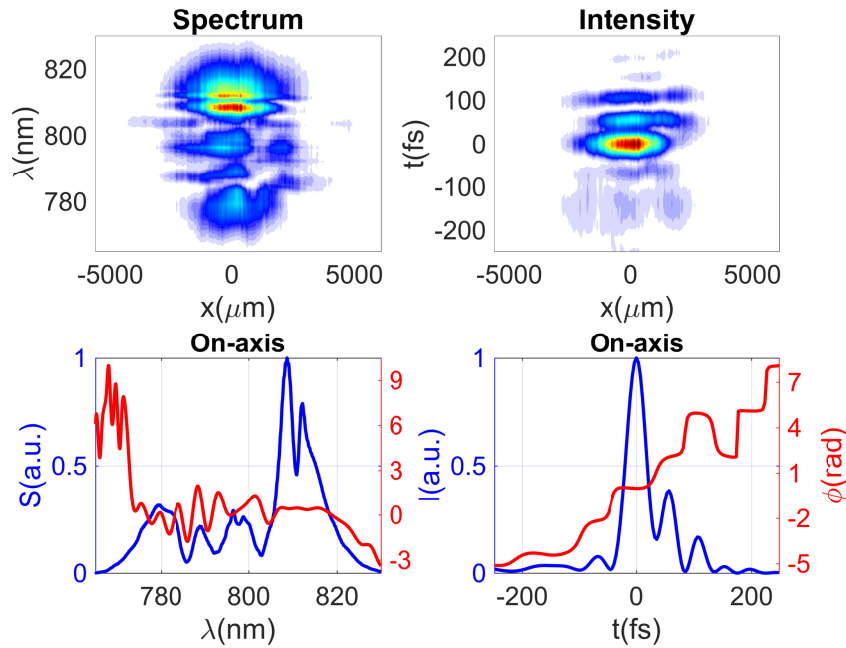 Spectrum
λ(nm)
820
800
780
-5000
0
5000
x(μm)
Intensity
t(fs)
200
100
0
-100
-200
-5000
0
5000
x(μm)
On-axis
S(a.u.)
1
0.5
0
9
6
3
0
-3
780
800
820
λ(nm)
On-axis
I(a.u.)
1
0.5
0
7
4
1
-2
-5
ϕ(rad)
-200
0
200
t(fs)